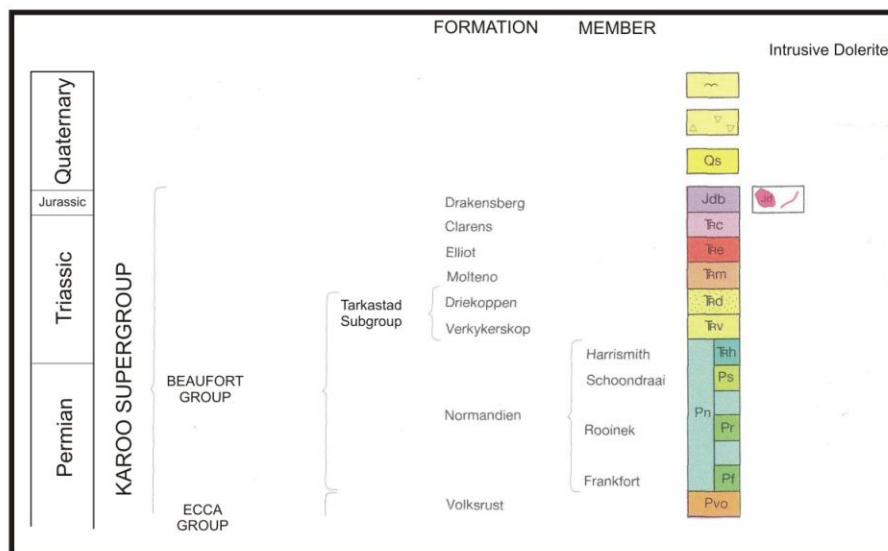 FORMATION MEMBER
Intrusive Dolerite
Quaternary
Qs
Jurassic
Drakensberg Jdb Jd
Clarens TRc
Triassic
Elliot TRe
Molteno TRm
Tarkastad
Subgroup
Driekoppen TRd
Verkykerskop TRv
KAROO SUPERGROUP
Harrismith TRh
Schoondraai Ps
BEAUFORT
GROUP
Permian
Normandien Pn
Rooinek Pr
Frankfort Pf
ECCA
GROUP
Volksrust Pvo